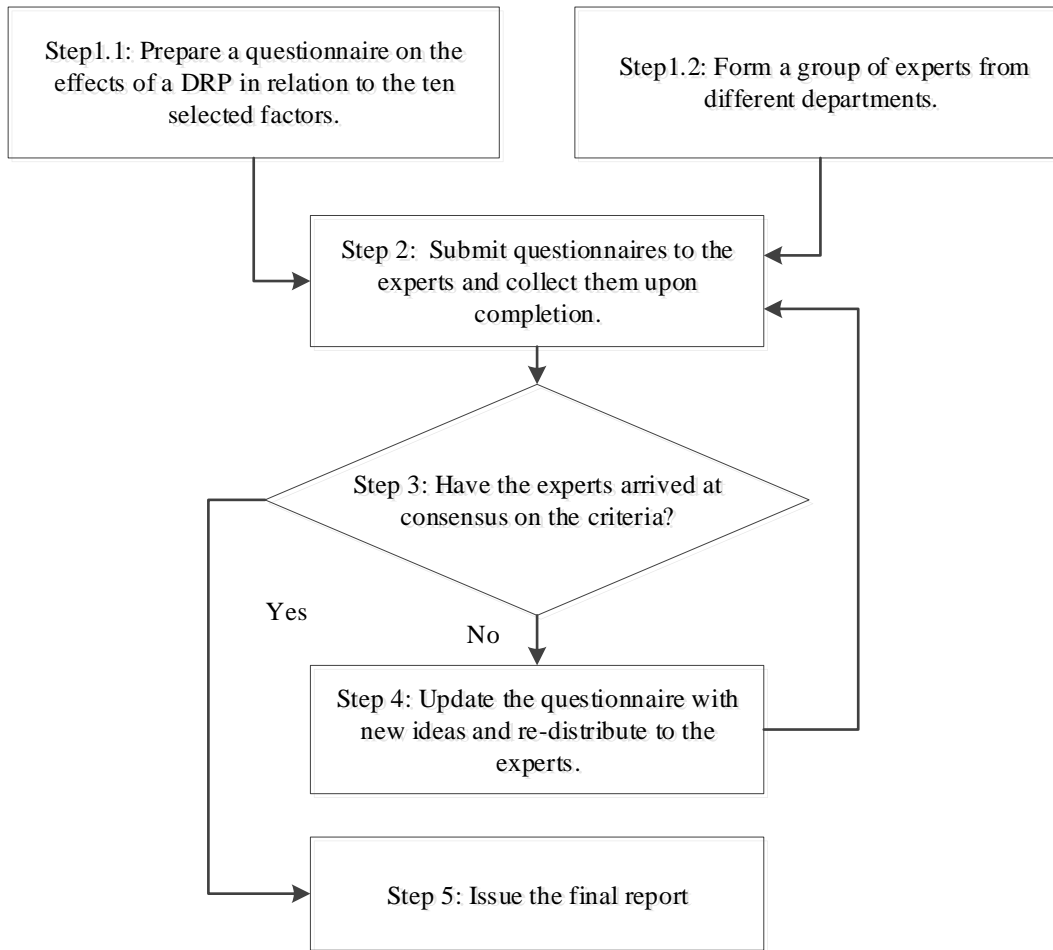 Step1.1: Prepare a questionnaire on the
effects of a DRP in relation to the ten
selected factors.
Step1.2: Form a group of experts from
different departments.
Step 2:  Submit questionnaires to the
experts and collect them upon
completion.
Step 3: Have the experts arrived at
consensus on the criteria?
Yes
No
Step 4: Update the questionnaire with
new ideas and re-distribute to the
experts.
Step 5: Issue the final report